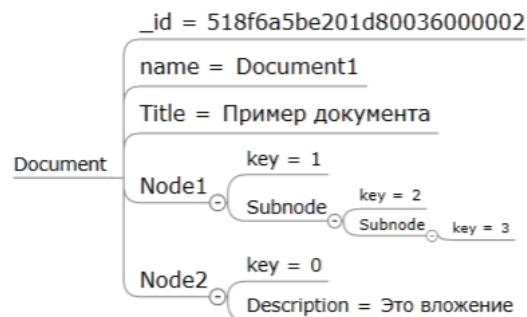 _id = 518f6a5be201d80036000002
name = Document1
Title = Пример документа
Document
Node1
key = 1
Subnode
key = 2
Subnode
key = 3
Node2
key = 0
Description = Это вложение